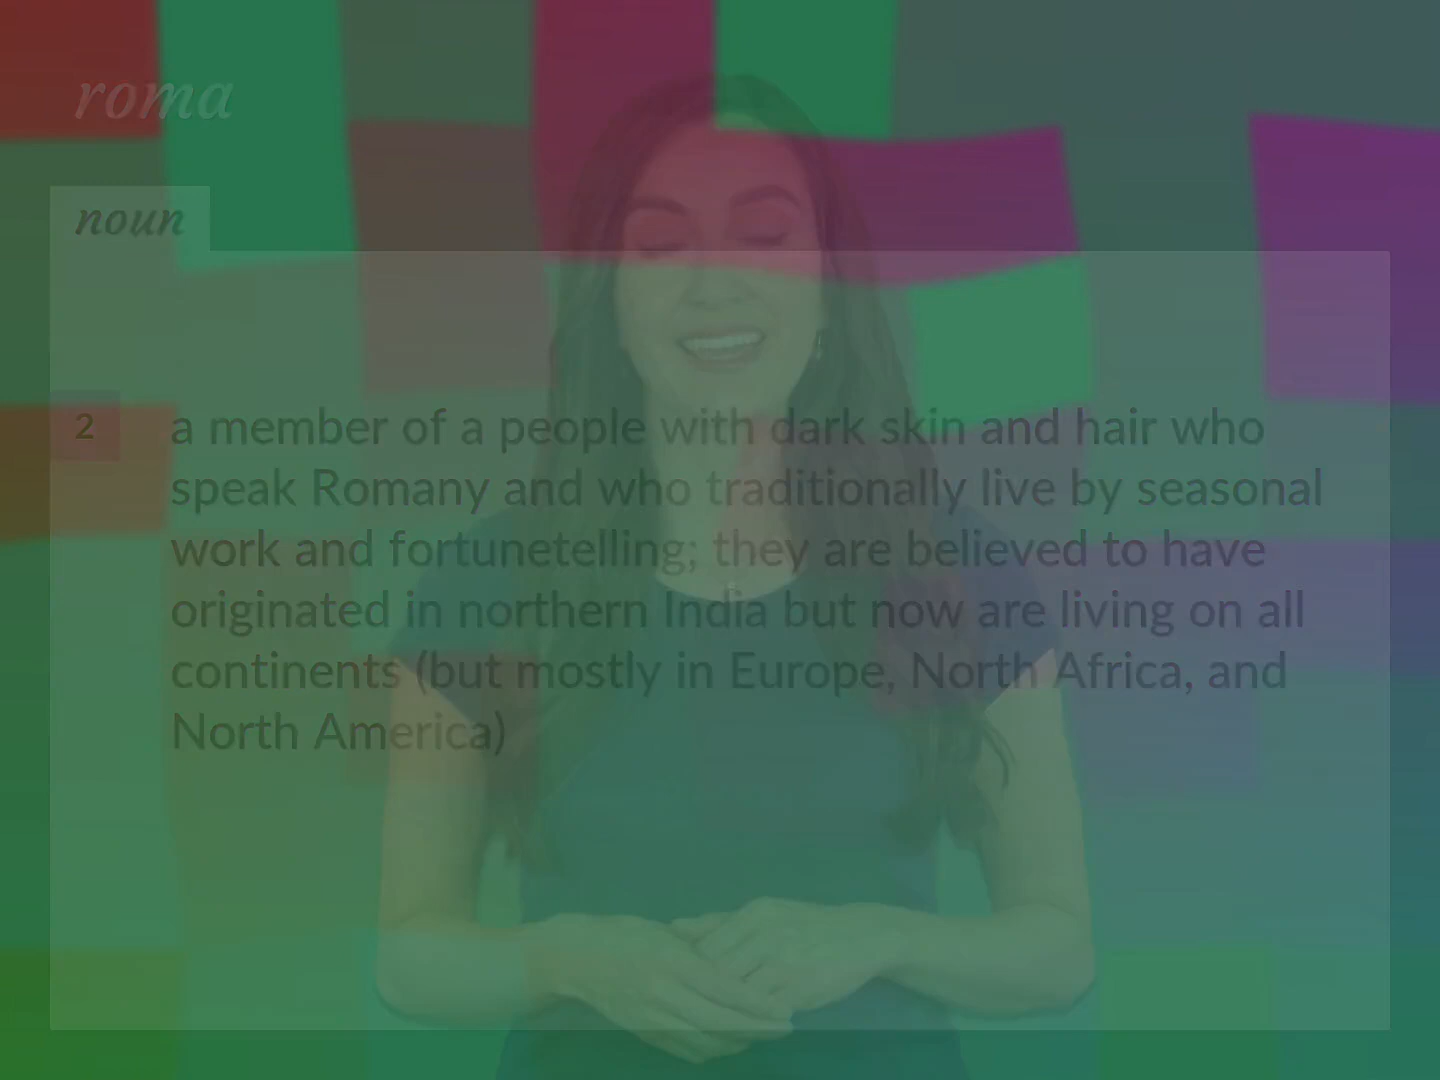 roma
noun
2 a member of a people with dark skin and hair who
speak Romany and who traditionally live by seasonal
work and fortunetelling; they are believed to have
originated in northern India but now are living on all
continents (but mostly in Europe, North Africa, and
North America)